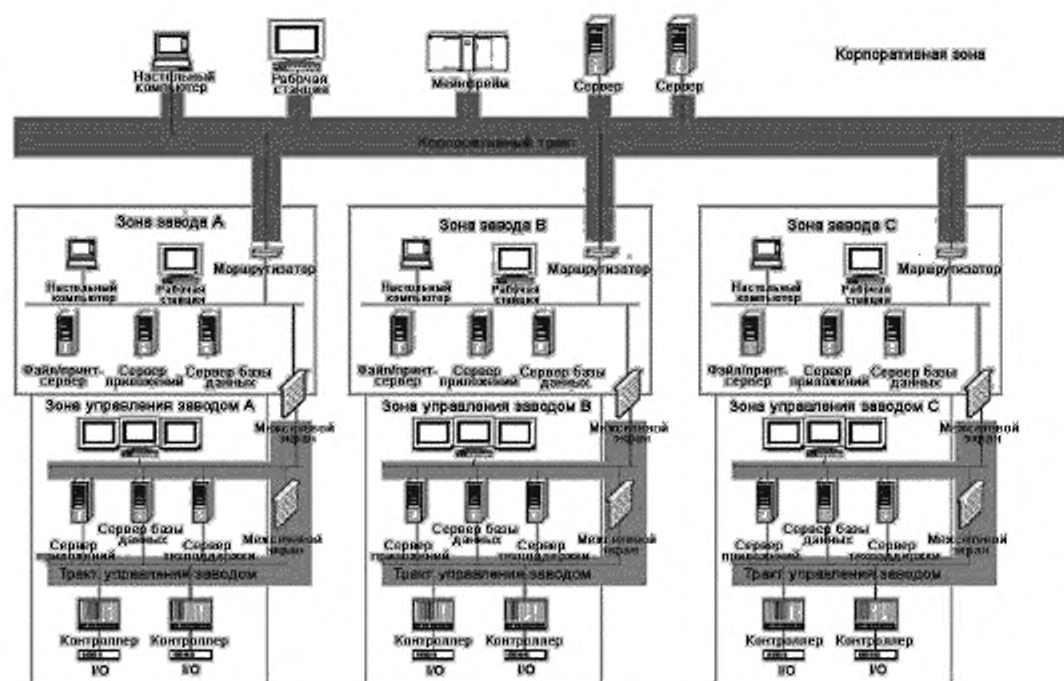 Корпоративная зона
Настольный
компьютер
Рабочая
станция
Мейнфрейм
Сервер
Сервер
Корпоративный тракт
Зона завода A
Маршрутизатор
Настольный
компьютер
Рабочая
станция
Файл/принт-
сервер
Сервер
приложений
Сервер базы
данных
Зона управления заводом A
Межсетевой
экран
Сервер базы
данных
Сервер
приложений
Сервер
техподдержки
Межсетевой
экран
Тракт управления заводом
Контроллер
Контроллер
I/O
I/O
Зона завода B
Маршрутизатор
Настольный
компьютер
Рабочая
станция
Файл/принт-
сервер
Сервер
приложений
Сервер базы
данных
Зона управления заводом B
Межсетевой
экран
Сервер базы
данных
Сервер
приложений
Сервер
техподдержки
Межсетевой
экран
Тракт управления заводом
Контроллер
Контроллер
I/O
I/O
Зона завода C
Маршрутизатор
Настольный
компьютер
Рабочая
станция
Файл/принт-
сервер
Сервер
приложений
Сервер базы
данных
Зона управления заводом C
Межсетевой
экран
Сервер базы
данных
Сервер
приложений
Сервер
техподдержки
Межсетевой
экран
Тракт управления заводом
Контроллер
Контроллер
I/O
I/O